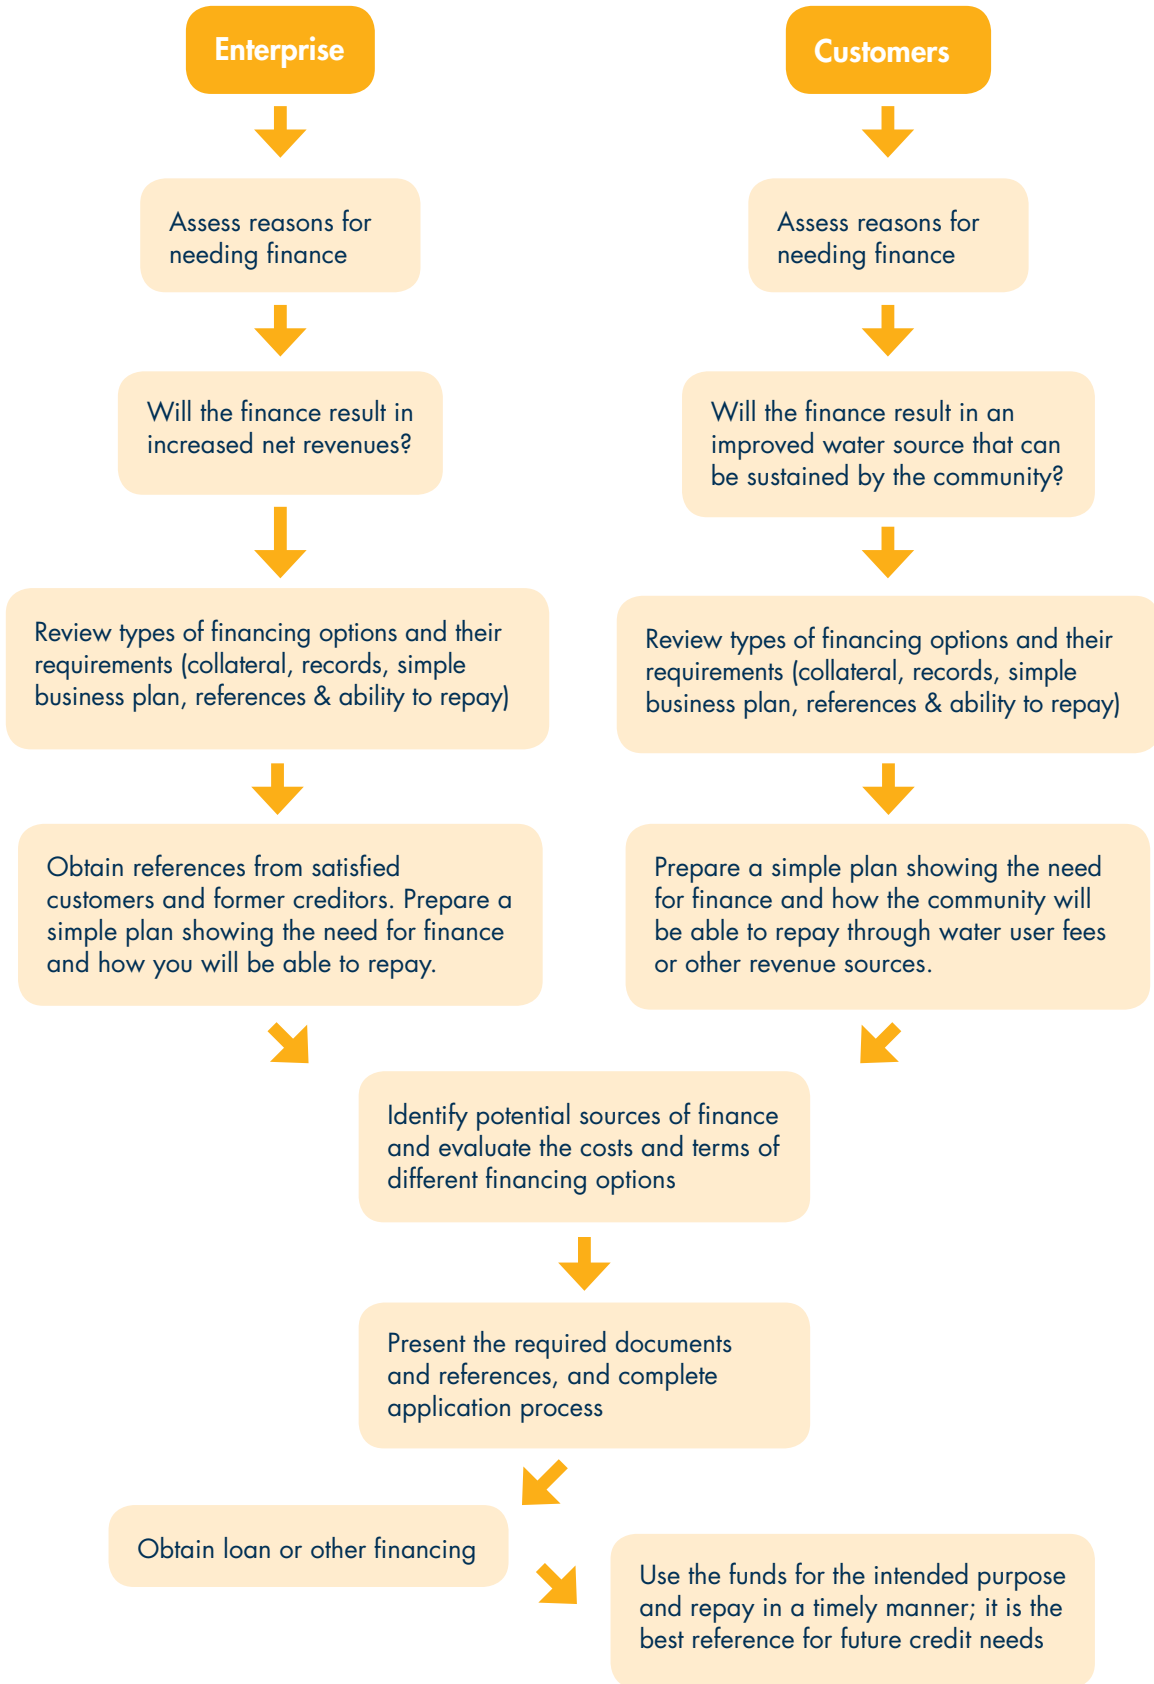 Enterprise
Customers
Assess reasons for
needing finance
Assess reasons for
needing finance
Will the finance result in
increased net revenues?
Will the finance result in an
improved water source that can
be sustained by the community?
Review types of financing options and their
requirements (collateral, records, simple
business plan, references & ability to repay)
Review types of financing options and their
requirements (collateral, records, simple
business plan, references & ability to repay)
Obtain references from satisfied
customers and former creditors. Prepare a
simple plan showing the need for finance
and how you will be able to repay.
Prepare a simple plan showing the need
for finance and how the community will
be able to repay through water user fees
or other revenue sources.
Identify potential sources of finance
and evaluate the costs and terms of
different financing options
Present the required documents
and references, and complete
application process
Obtain loan or other financing
Use the funds for the intended purpose
and repay in a timely manner; it is the
best reference for future credit needs